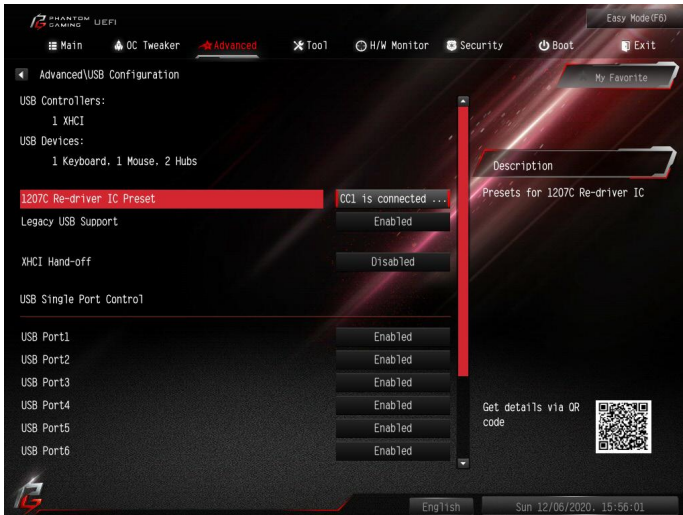 PHANTOM GAMING UEFI
Easy Mode(F6)
Main OC Tweaker Advanced Tool H/W Monitor Security Boot Exit
Advanced\USB Configuration
My Favorite
USB Controllers:
1 XHCI
USB Devices:
1 Keyboard, 1 Mouse, 2 Hubs
Description
1207C Re-driver IC Preset CC1 is connected ...
Presets for 1207C Re-driver IC
Legacy USB Support Enabled
XHCI Hand-off Disabled
USB Single Port Control
USB Port1 Enabled
USB Port2 Enabled
USB Port3 Enabled
USB Port4 Enabled
USB Port5 Enabled
USB Port6 Enabled
Get details via QR
code
English
Sun 12/06/2020, 15:56:01